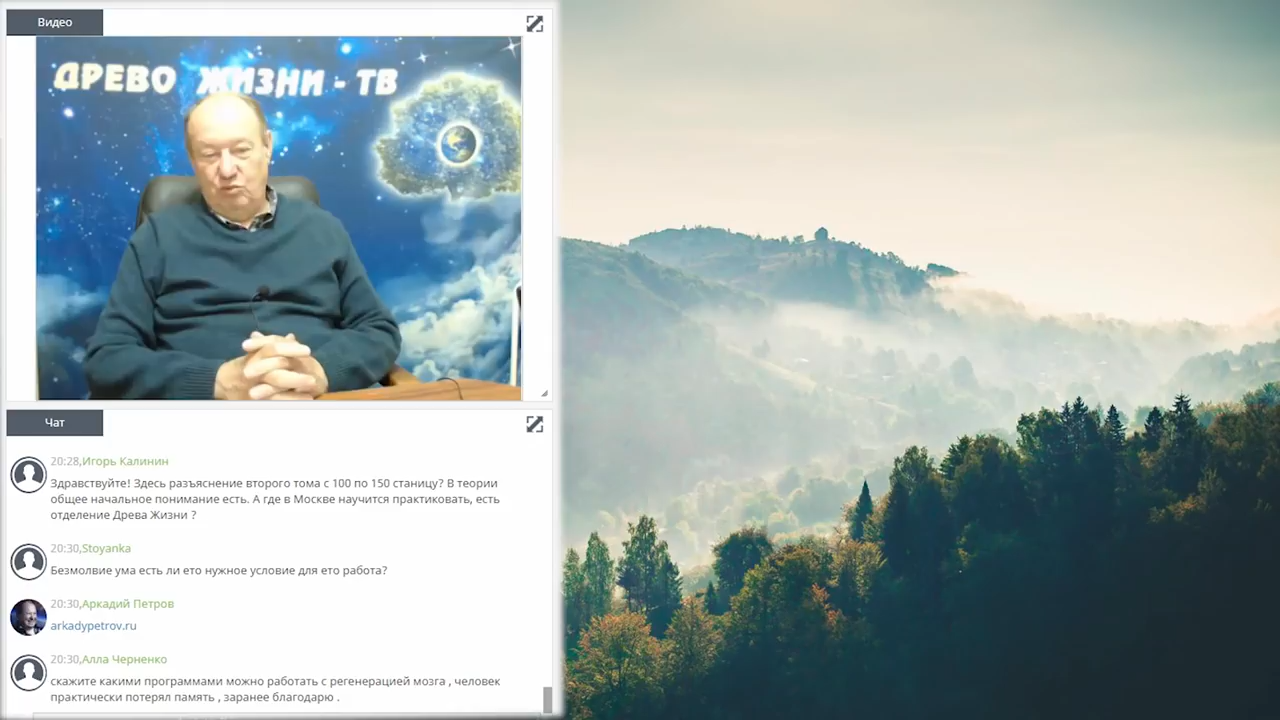 Видео
ДРЕВО ЖИЗНИ - ТВ
Чат
20:28,Игорь Калинин
Здравствуйте! Здесь разъяснение второго тома с 100 по 150 станицу? В теории
общее начальное понимание есть. А где в Москве научится практиковать, есть
отделение Древа Жизни ?
20:30,Stoyanka
Безмолвие ума есть ли ето нужное условие для ето работа?
20:30,Аркадий Петров
arkadypetrov.ru
20:30,Алла Черненко
скажите какими программами можно работать с регенерацией мозга , человек
практически потерял память , заранее благодарю .